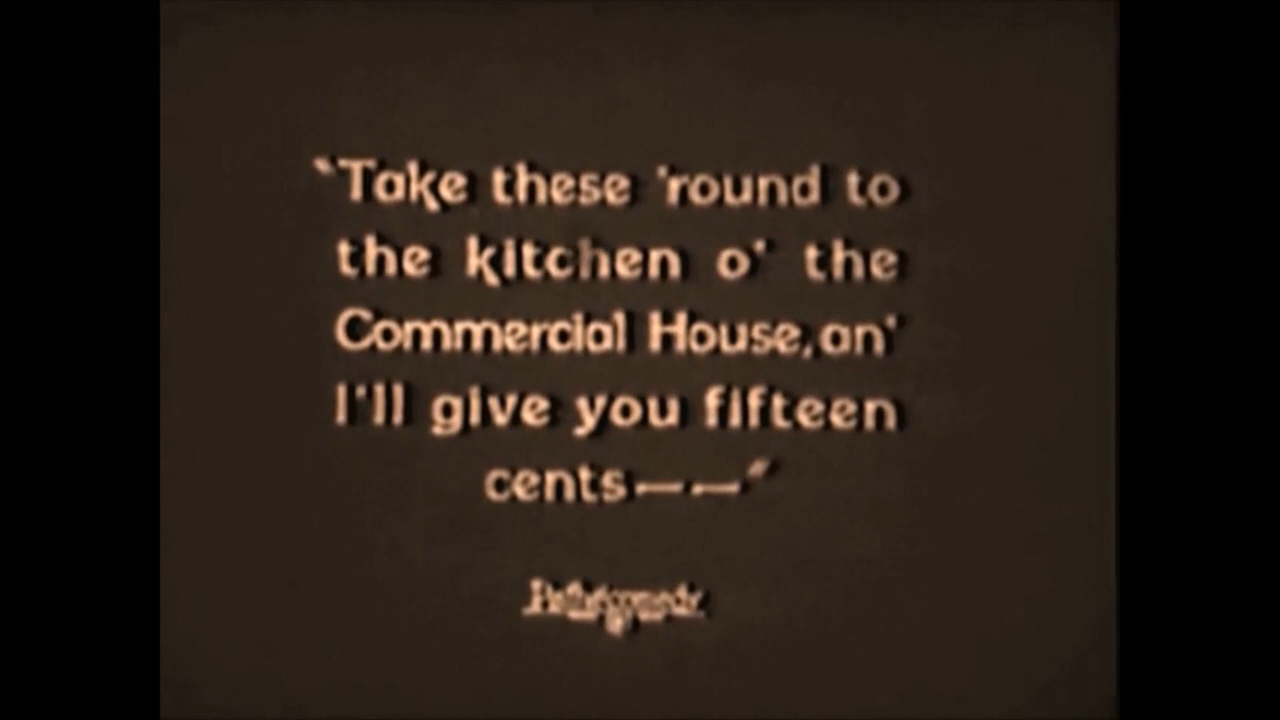 "Take these 'round to
the kitchen o' the
Commercial House, an'
I'll give you fifteen
cents — — "
Pathécomedy